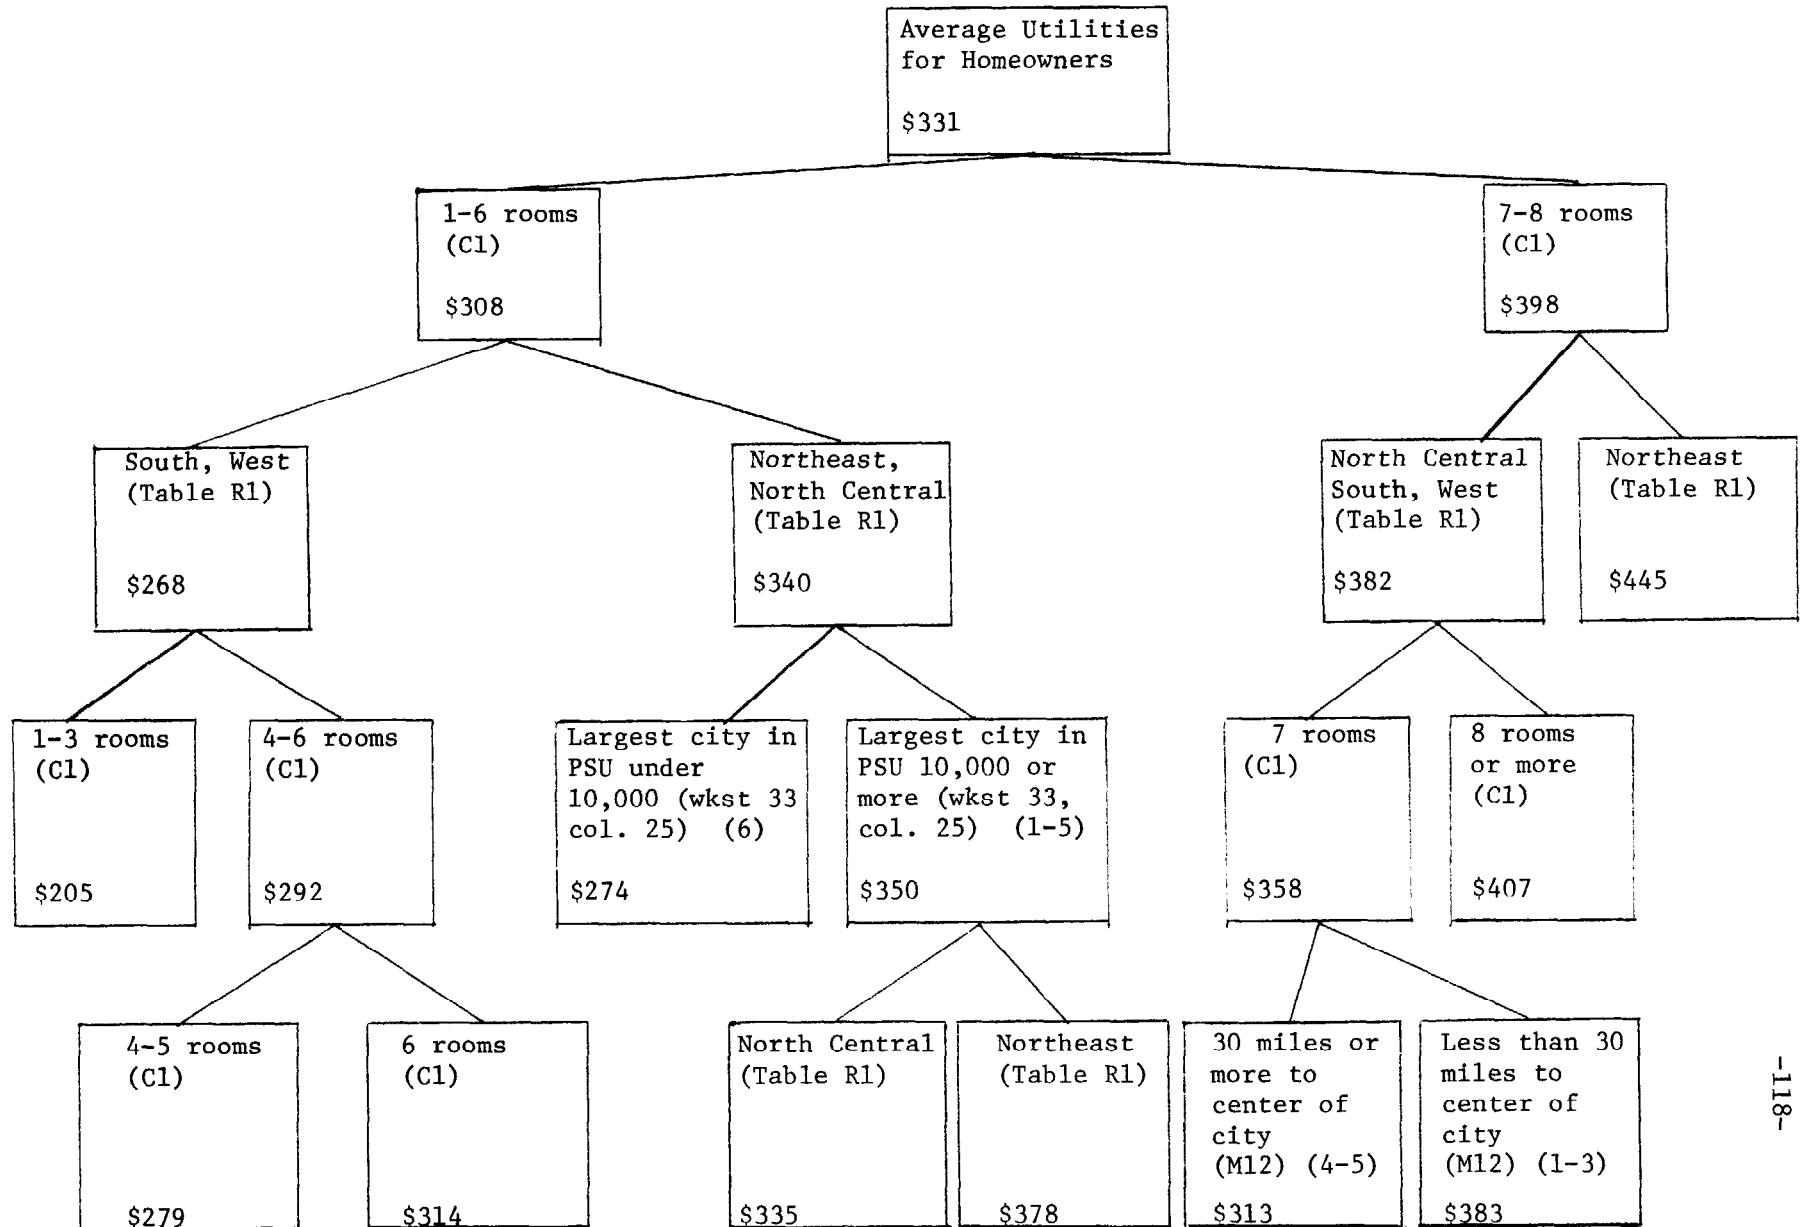 Average Utilities
for Homeowners
$331
1-6 rooms
(C1)
$308
7-8 rooms
(C1)
$398
South, West
(Table R1)
$268
Northeast,
North Central
(Table R1)
$340
North Central
South, West
(Table R1)
$382
Northeast
(Table R1)
$445
1-3 rooms
(C1)
$205
4-6 rooms
(C1)
$292
Largest city in
PSU under
10,000 (wkst 33
col. 25) (6)
$274
Largest city in
PSU 10,000 or
more (wkst 33,
col. 25) (1-5)
$350
7 rooms
(C1)
$358
8 rooms
or more
(C1)
$407
4-5 rooms
(C1)
$279
6 rooms
(C1)
$314
North Central
(Table R1)
$335
Northeast
(Table R1)
$378
30 miles or
more to
center of
city
(M12) (4-5)
$313
Less than 30
miles to
center of
city
(M12) (1-3)
$383
-118-